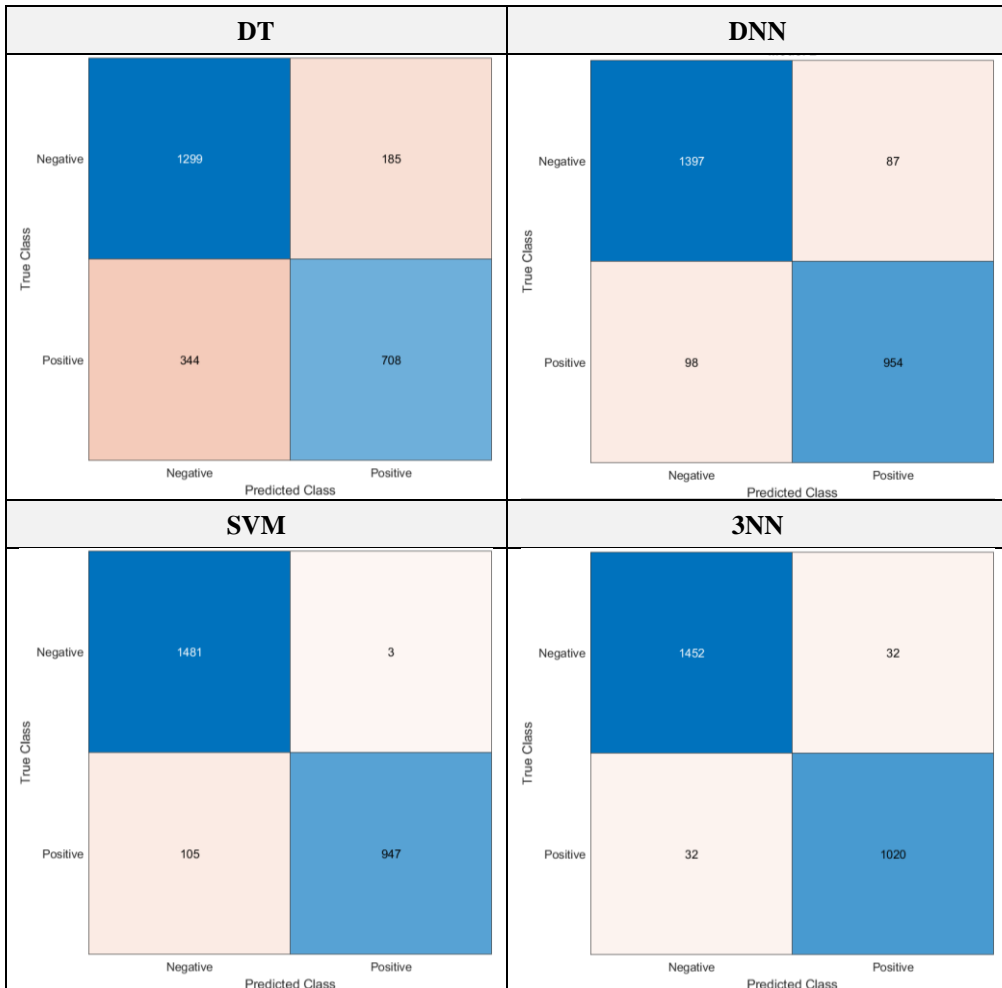 DT
DNN
Negative
1299
185
True Class
Positive
344
708
Negative
Positive
Predicted Class
Negative
1397
87
True Class
Positive
98
954
Negative
Positive
Predicted Class
SVM
3NN
Negative
1481
3
True Class
Positive
105
947
Negative
Positive
Predicted Class
Negative
1452
32
True Class
Positive
32
1020
Negative
Positive
Predicted Class